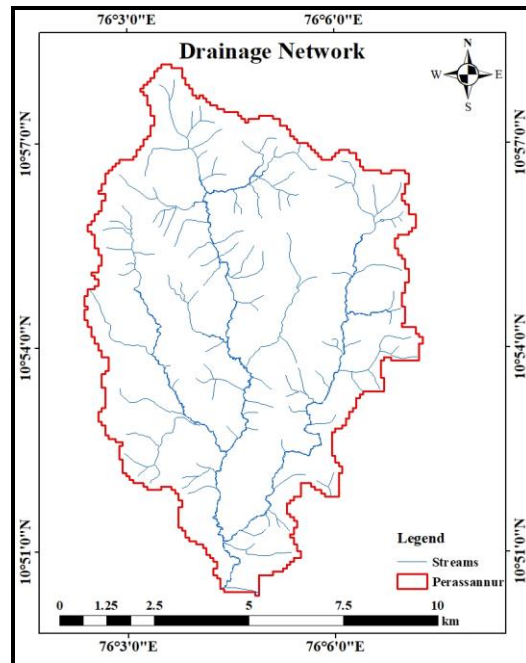 76°3'0"E 76°6'0"E
Drainage Network
N
W E
S
10°57'0"N 10°57'0"N
10°54'0"N 10°54'0"N
10°51'0"N 10°51'0"N
Legend
Streams
Perassannur
0 1.25 2.5 5 7.5 10
km
76°3'0"E 76°6'0"E